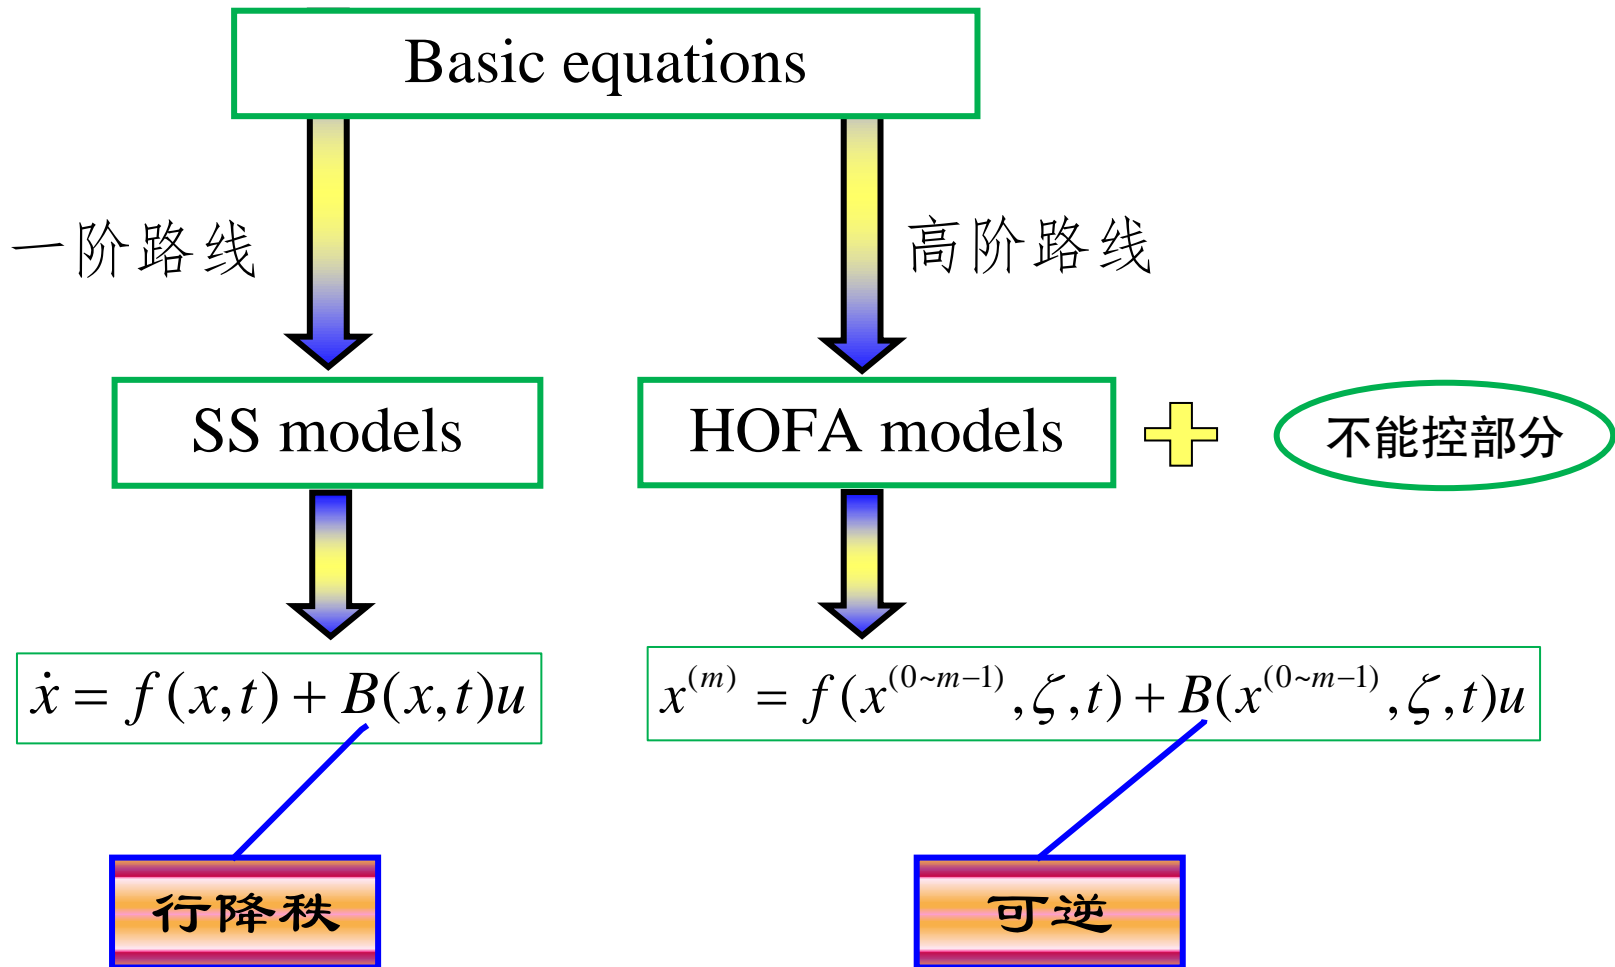 Basic equations
一阶路线
高阶路线
SS models
HOFA models
不能控部分
ẋ = f(x,t) + B(x,t)u
x^{(m)} = f(x^{(0~m−1)},ζ,t) + B(x^{(0~m−1)},ζ,t)u
行降秩
可逆